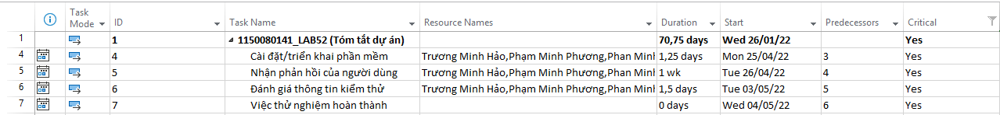 Task Mode ID Task Name Resource Names Duration Start Predecessors Critical
1 1 1150080141_LAB52 (Tóm tắt dự án) 70,75 days Wed 26/01/22 Yes
4 4 Cài đặt/triển khai phần mềm Trương Minh Hảo,Phạm Minh Phương,Phan Minh 1,25 days Mon 25/04/22 3 Yes
5 5 Nhận phản hồi của người dùng Trương Minh Hảo,Phạm Minh Phương,Phan Minh 1 wk Tue 26/04/22 4 Yes
6 6 Đánh giá thông tin kiểm thử Trương Minh Hảo,Phạm Minh Phương,Phan Minh 1,5 days Tue 03/05/22 5 Yes
7 7 Việc thử nghiệm hoàn thành 0 days Wed 04/05/22 6 Yes